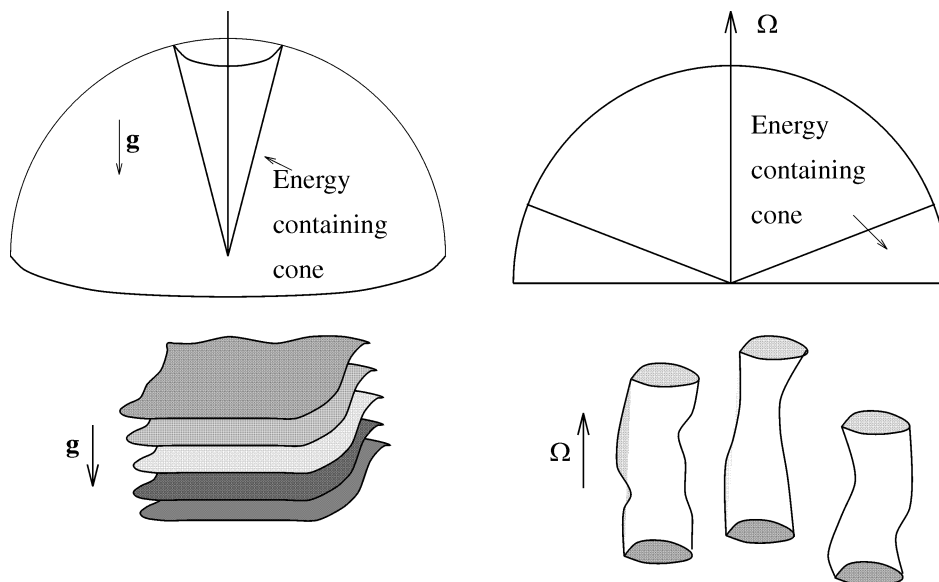 g
Energy
containing
cone
Ω
Energy
containing
cone
g
Ω